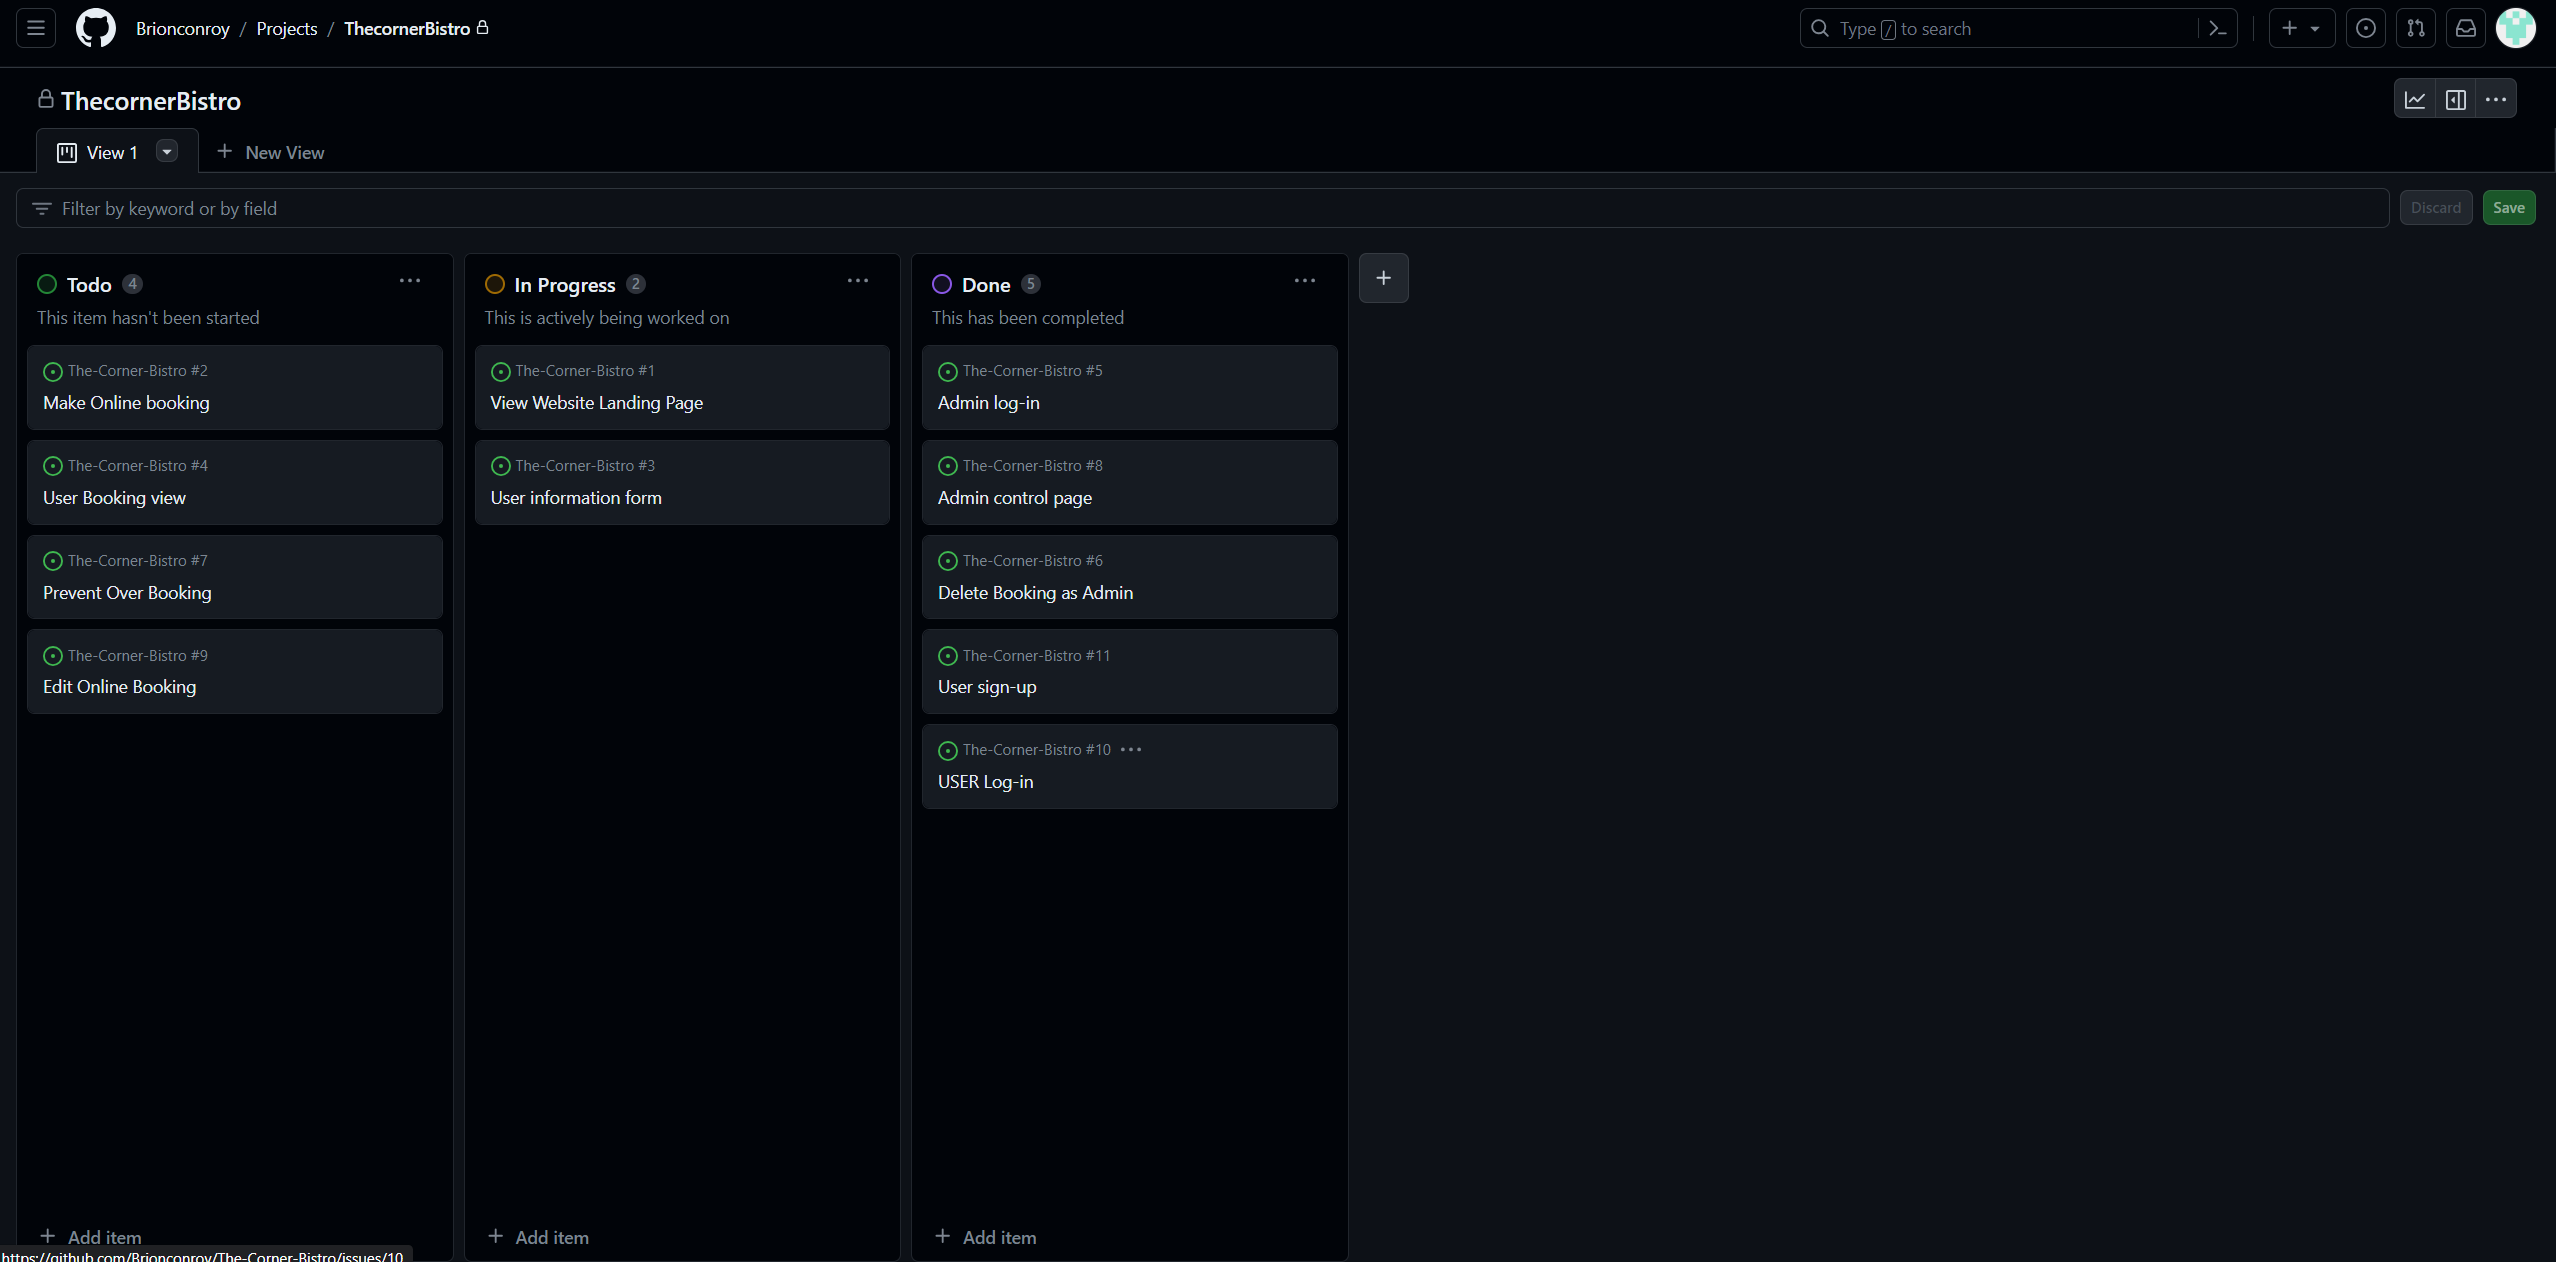 Brionconroy / Projects / ThecornerBistro
Type / to search
ThecornerBistro
View 1
New View
Filter by keyword or by field
Discard
Save
Todo 4
This item hasn't been started
The-Corner-Bistro #2
Make Online booking
The-Corner-Bistro #4
User Booking view
The-Corner-Bistro #7
Prevent Over Booking
The-Corner-Bistro #9
Edit Online Booking
Add item
In Progress 2
This is actively being worked on
The-Corner-Bistro #1
View Website Landing Page
The-Corner-Bistro #3
User information form
Add item
Done 5
This has been completed
The-Corner-Bistro #5
Admin log-in
The-Corner-Bistro #8
Admin control page
The-Corner-Bistro #6
Delete Booking as Admin
The-Corner-Bistro #11
User sign-up
The-Corner-Bistro #10
USER Log-in
Add item
https://github.com/Brionconroy/The-Corner-Bistro/issues/10